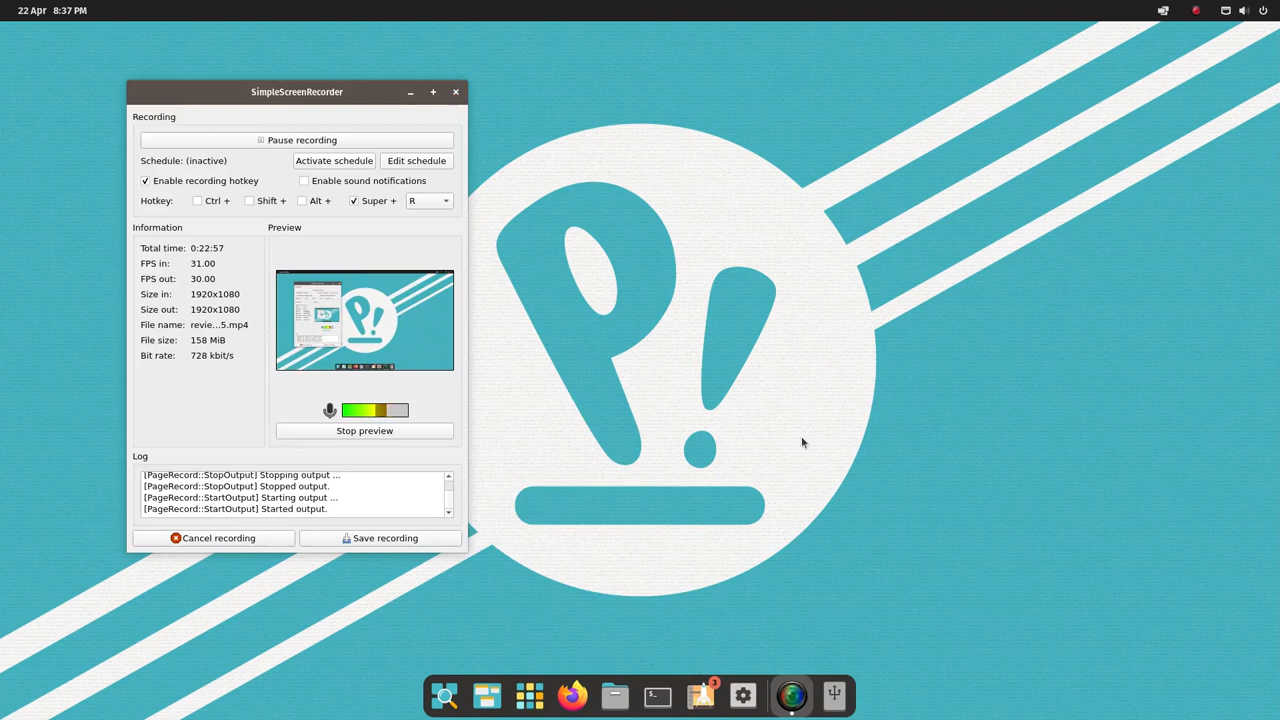 22 Apr 8:37 PM
SimpleScreenRecorder
Recording
Pause recording
Schedule: (inactive) Activate schedule Edit schedule
Enable recording hotkey Enable sound notifications
Hotkey: Ctrl + Shift + Alt + Super + R
Information Preview
Total time: 0:22:57
FPS in: 31.00
FPS out: 30.00
Size in: 1920x1080
Size out: 1920x1080
File name: revie...5.mp4
File size: 158 MiB
Bit rate: 728 kbit/s
Stop preview
Log
[PageRecord::StopOutput] Stopping output ...
[PageRecord::StopOutput] Stopped output.
[PageRecord::StartOutput] Starting output ...
[PageRecord::StartOutput] Started output.
Cancel recording Save recording
P!
3
$_